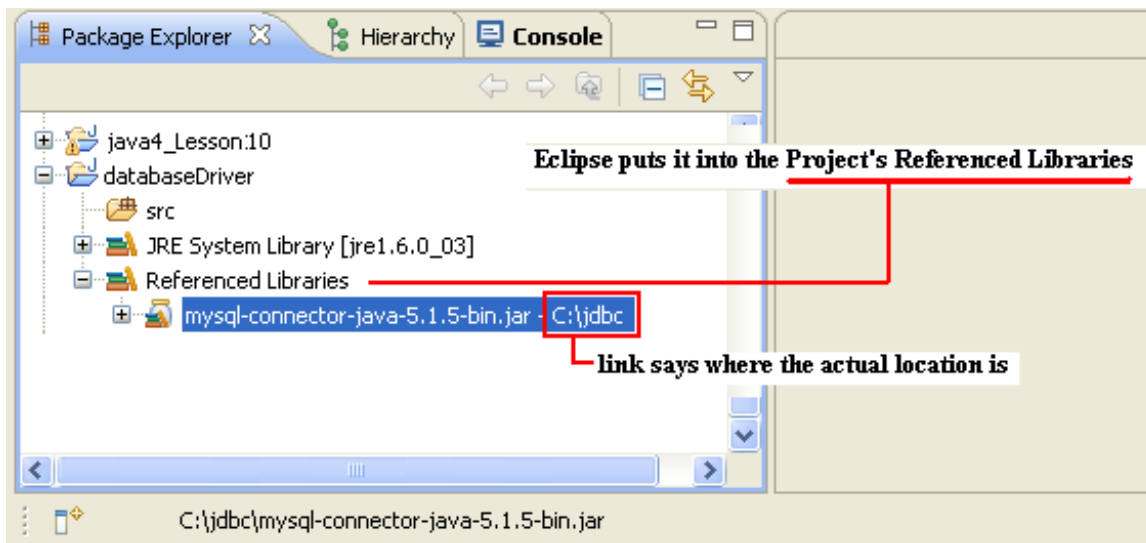 Package Explorer Hierarchy Console
java4_Lesson10
Eclipse puts it into the Project's Referenced Libraries
databaseDriver
src
JRE System Library [jre1.6.0_03]
Referenced Libraries
mysql-connector-java-5.1.5-bin.jar - C:\jdbc
link says where the actual location is
C:\jdbc\mysql-connector-java-5.1.5-bin.jar